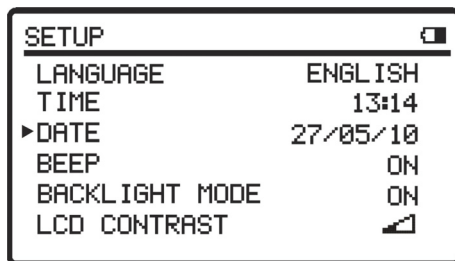 SETUP
LANGUAGE ENGLISH
TIME 13:14
▶DATE 27/05/10
BEEP ON
BACKLIGHT MODE ON
LCD CONTRAST